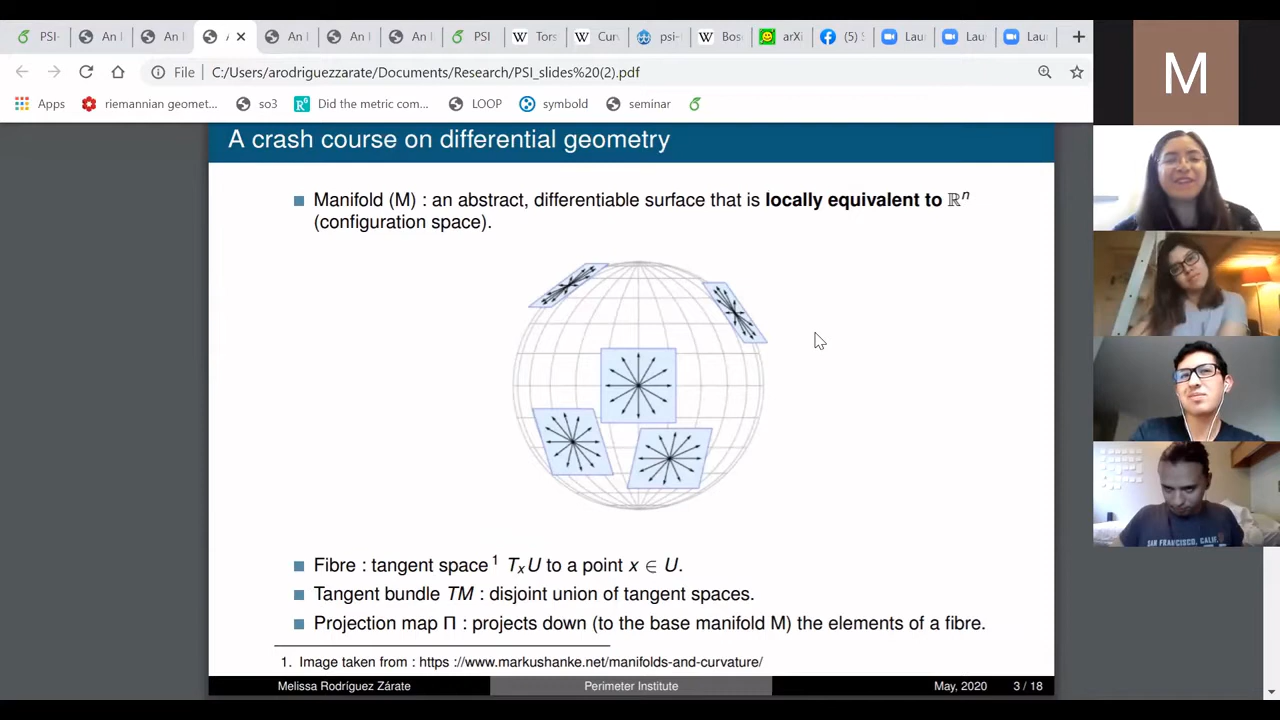 PSI- An I An I A An I An I An I PSI Tors Cur psi-l Bos arXi (5) S Lau Lau Lau
File C:/Users/arodriguezzarate/Documents/Research/PSI_slides%20(2).pdf
Apps riemannian geomet... so3 Did the metric com... LOOP symbold seminar
A crash course on differential geometry
Manifold (M) : an abstract, differentiable surface that is locally equivalent to ℝⁿ
(configuration space).
Fibre : tangent space ¹ TₓU to a point x ∈ U.
Tangent bundle TM : disjoint union of tangent spaces.
Projection map Π : projects down (to the base manifold M) the elements of a fibre.
1. Image taken from : https ://www.markushanke.net/manifolds-and-curvature/
Melissa Rodríguez Zárate Perimeter Institute May, 2020 3 / 18
M
SAN FRANCISCO, CALIF.